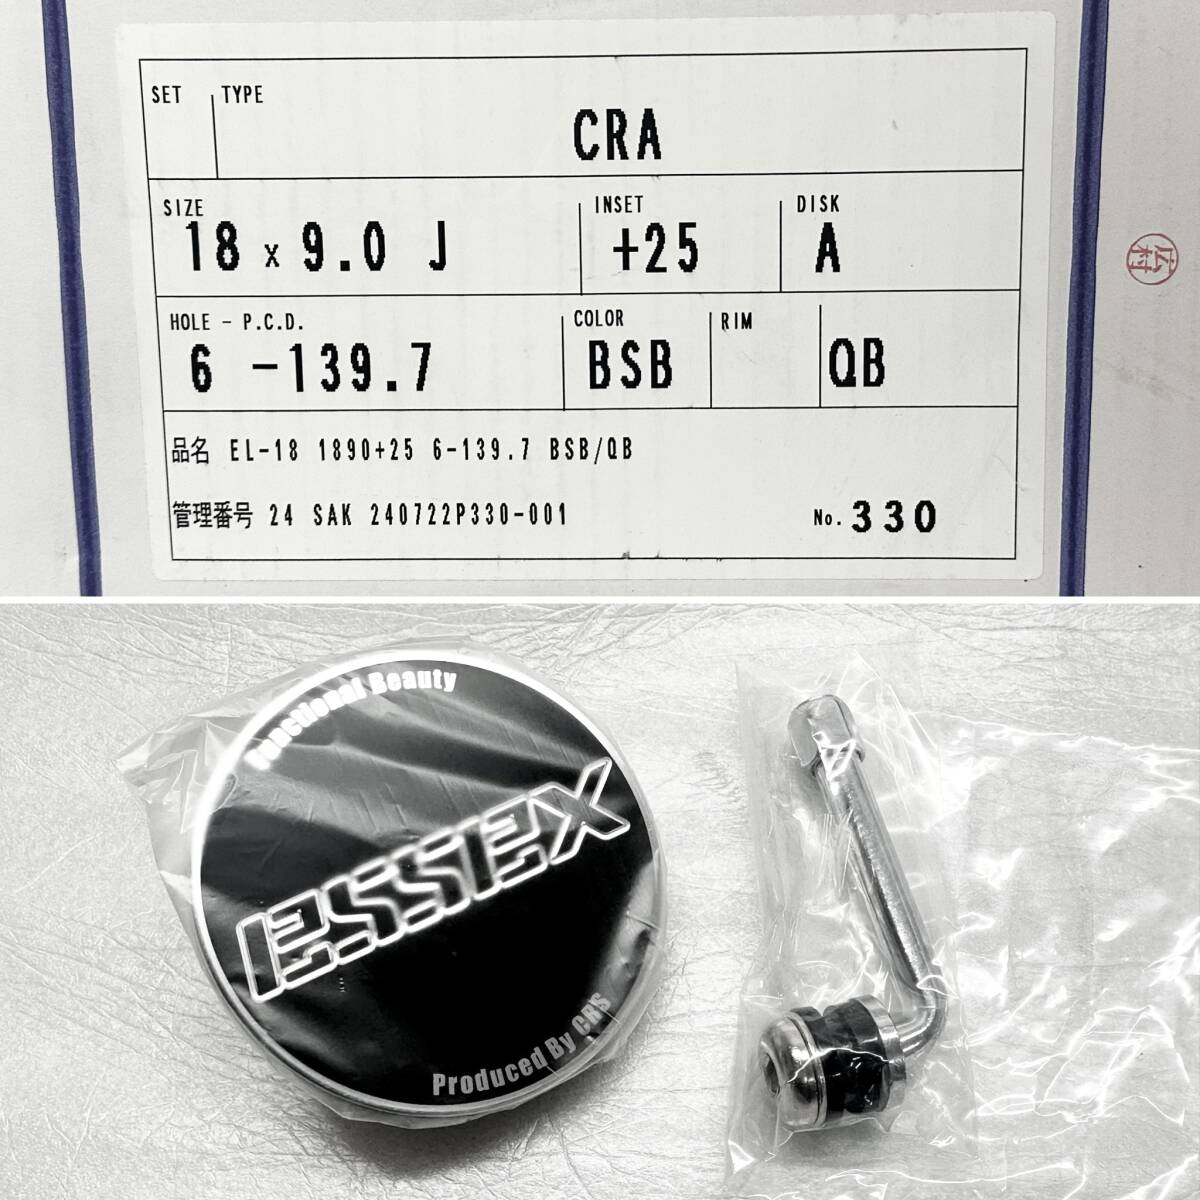 SET TYPE
CRA
SIZE INSET DISK
18 x 9.0 J +25 A
HOLE - P.C.D. COLOR RIM
6 -139.7 BSB QB
品名 EL-18 1890+25 6-139.7 BSB/QB
管理番号 24 SAK 240722P330-001 No. 330
広村
Functional Beauty
ESSEX
Produced By CRS